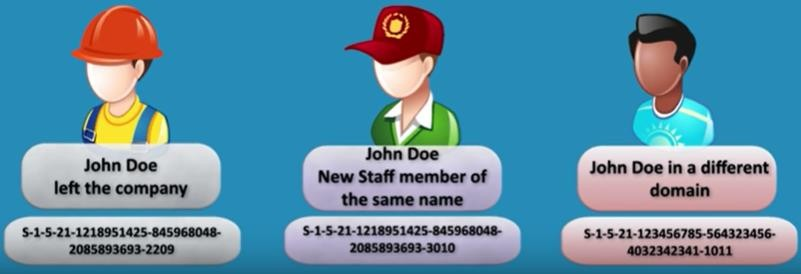 John Doe
left the company
S-1-5-21-1218951425-845968048-
2085893693-2209
John Doe
New Staff member of
the same name
S-1-5-21-1218951425-845968048-
2085893693-3010
John Doe in a different
domain
S-1-5-21-123456785-564323456-
4032342341-1011